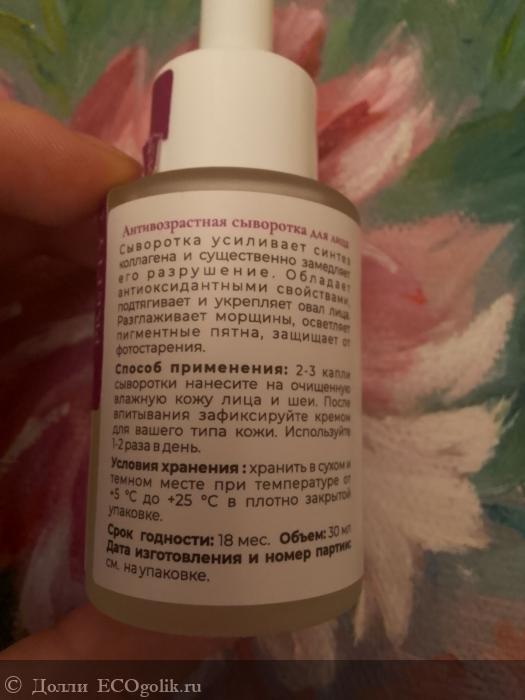 Антивозрастная сыворотка для лица
Сыворотка усиливает синтез
коллагена и существенно замедляет
его разрушение. Обладает
антиоксидантными свойствами,
подтягивает и укрепляет овал лица.
Разглаживает морщины, осветляет
пигментные пятна, защищает от
фотостарения.
Способ применения: 2-3 капли
сыворотки нанесите на очищенную
влажную кожу лица и шеи. После
впитывания зафиксируйте кремом
для вашего типа кожи. Используйте
1-2 раза в день.
Условия хранения : хранить в сухом и
темном месте при температуре от
+5 °C до +25 °C в плотно закрытой
упаковке.
Срок годности: 18 мес. Объем: 30 мл
Дата изготовления и номер партии:
см. на упаковке.
© Долли ECOgolik.ru